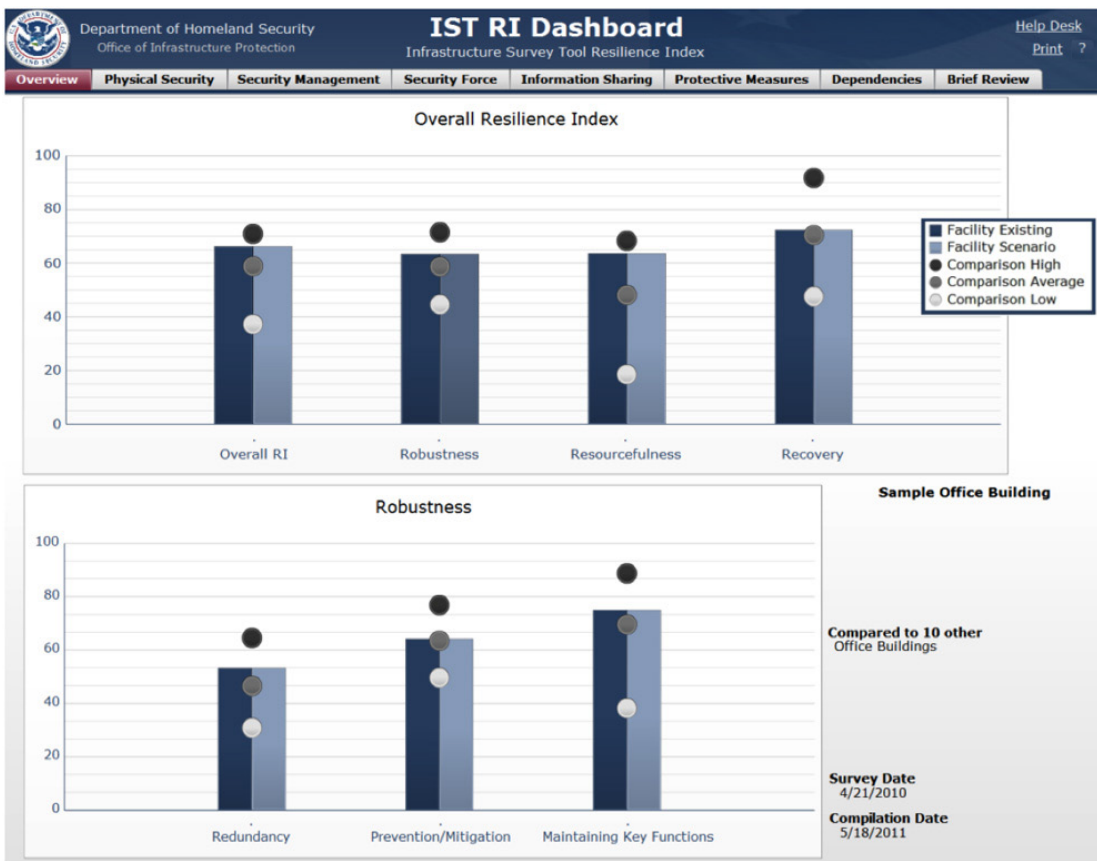 Department of Homeland Security
Office of Infrastructure Protection
IST RI Dashboard
Infrastructure Survey Tool Resilience Index
Help Desk
Print ?
Overview Physical Security Security Management Security Force Information Sharing Protective Measures Dependencies Brief Review
Overall Resilience Index
100
80
60
40
20
0
Overall RI Robustness Resourcefulness Recovery
Facility Existing
Facility Scenario
Comparison High
Comparison Average
Comparison Low
Robustness
100
80
60
40
20
0
Redundancy Prevention/Mitigation Maintaining Key Functions
Sample Office Building
Compared to 10 other
Office Buildings
Survey Date
4/21/2010
Compilation Date
5/18/2011